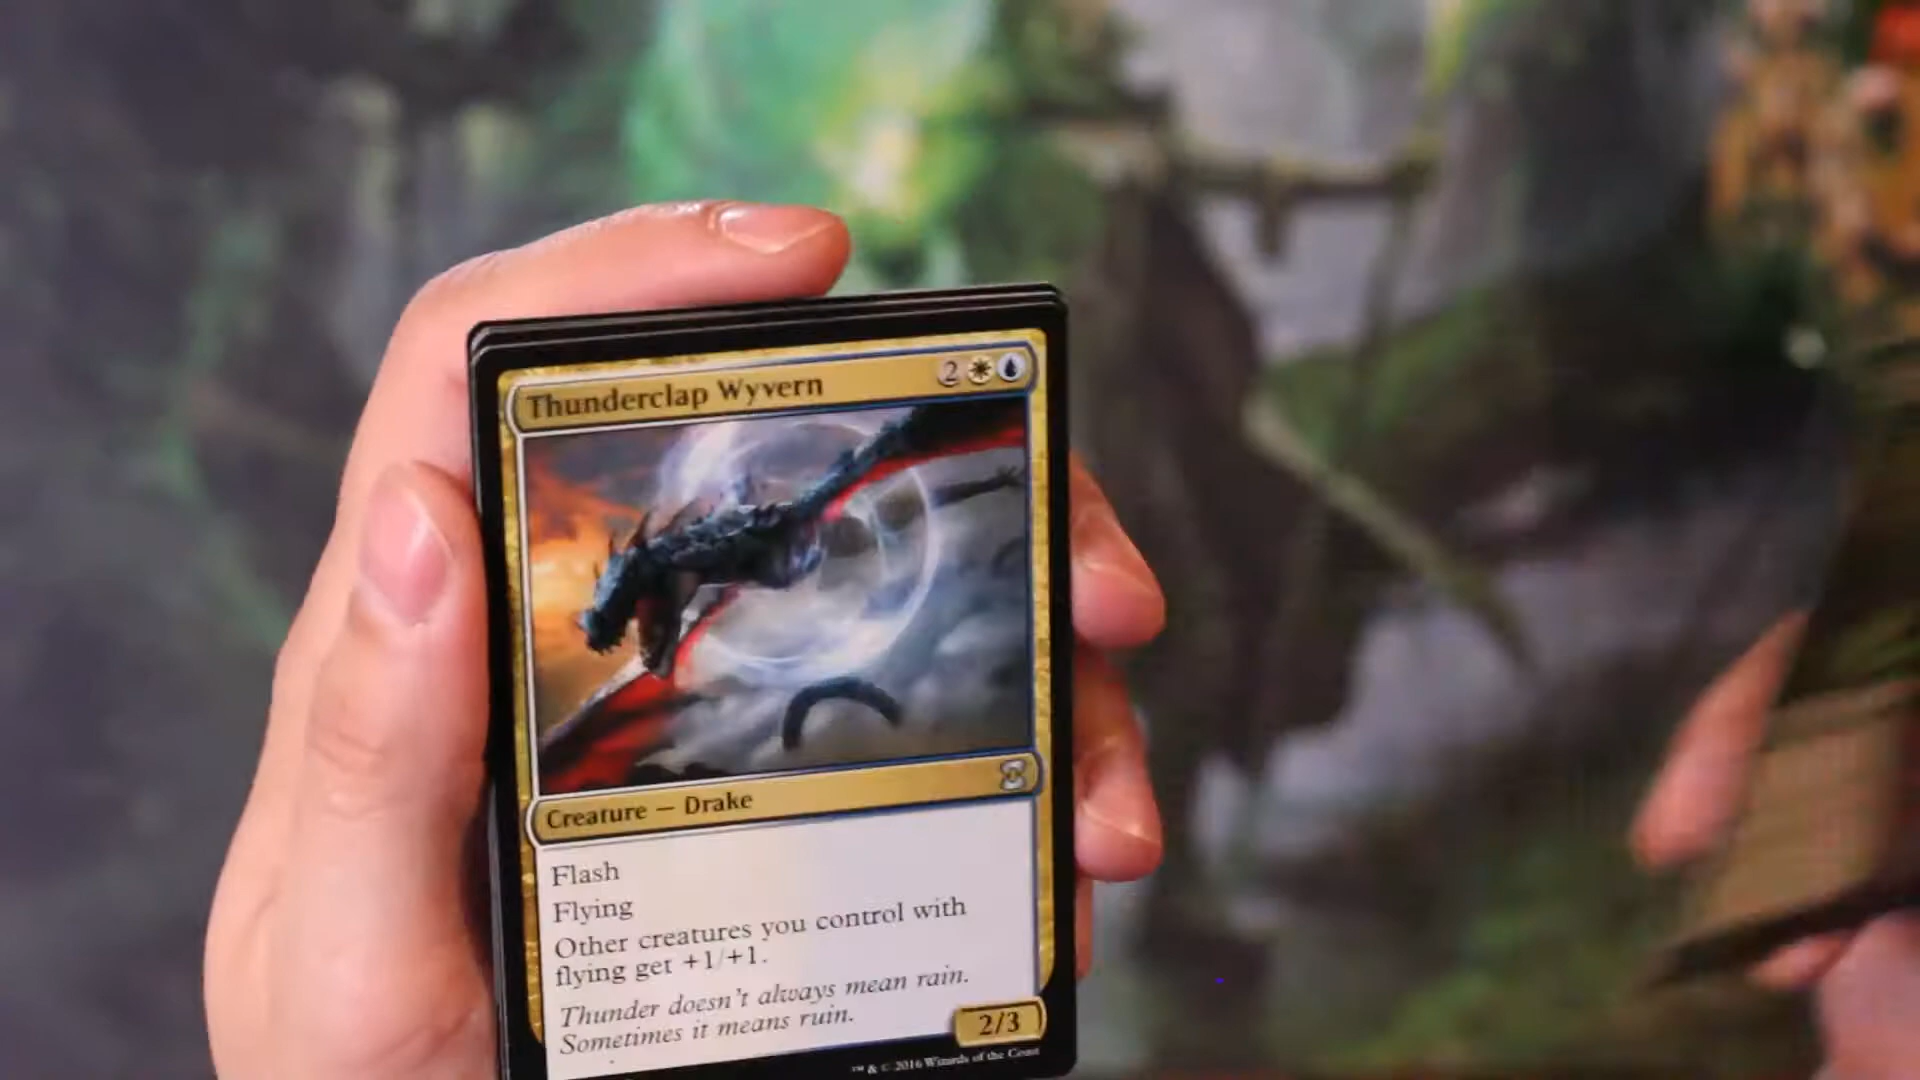 Thunderclap Wyvern 2
Creature — Drake
Flash
Flying
Other creatures you control with
flying get +1/+1.
Thunder doesn't always mean rain.
Sometimes it means ruin.
2/3
™ & © 2016 Wizards of the Coast